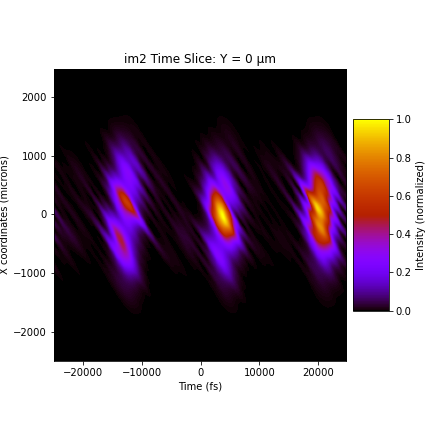 im2 Time Slice: Y = 0 μm
X coordinates (microns)
2000
1000
0
−1000
−2000
−20000 −10000 0 10000 20000
Time (fs)
1.0
0.8
0.6
0.4
0.2
0.0
Intensity (normalized)